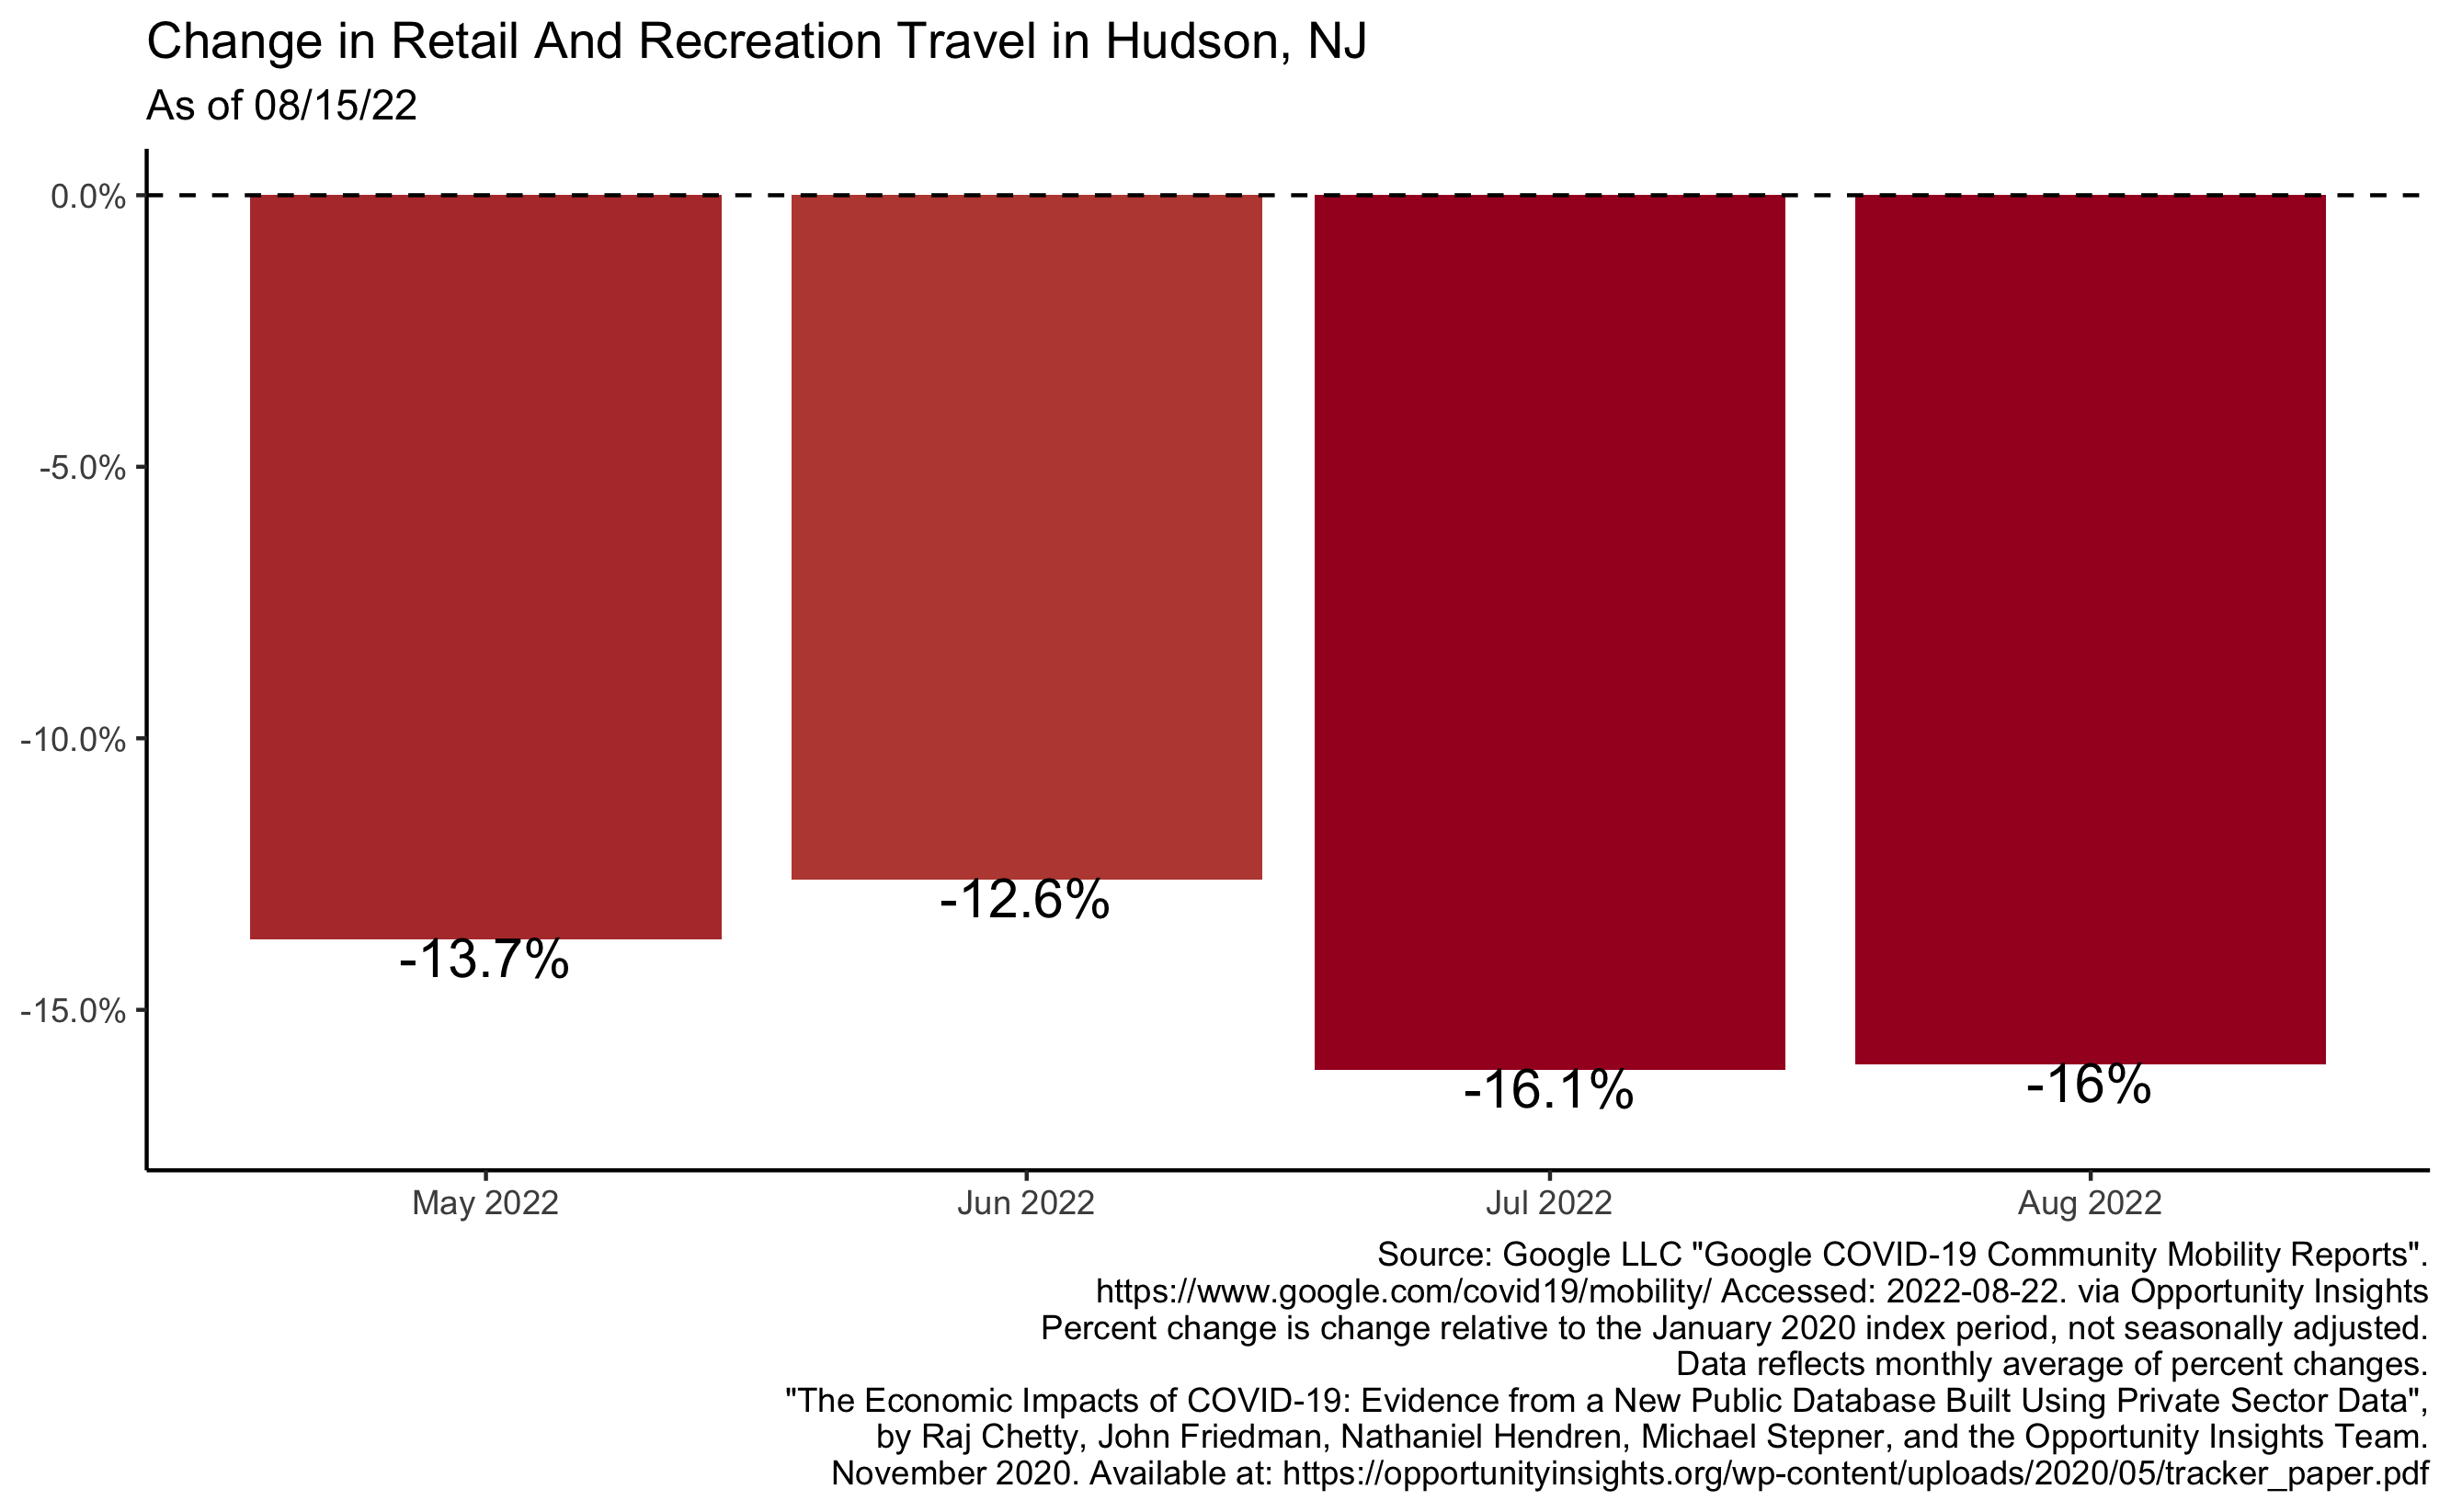 Change in Retail And Recreation Travel in Hudson, NJ
As of 08/15/22
0.0%
-5.0%
-10.0%
-15.0%
-13.7%
-12.6%
-16.1%
-16%
May 2022
Jun 2022
Jul 2022
Aug 2022
Source: Google LLC "Google COVID-19 Community Mobility Reports".
https://www.google.com/covid19/mobility/ Accessed: 2022-08-22. via Opportunity Insights
Percent change is change relative to the January 2020 index period, not seasonally adjusted.
Data reflects monthly average of percent changes.
"The Economic Impacts of COVID-19: Evidence from a New Public Database Built Using Private Sector Data",
by Raj Chetty, John Friedman, Nathaniel Hendren, Michael Stepner, and the Opportunity Insights Team.
November 2020. Available at: https://opportunityinsights.org/wp-content/uploads/2020/05/tracker_paper.pdf